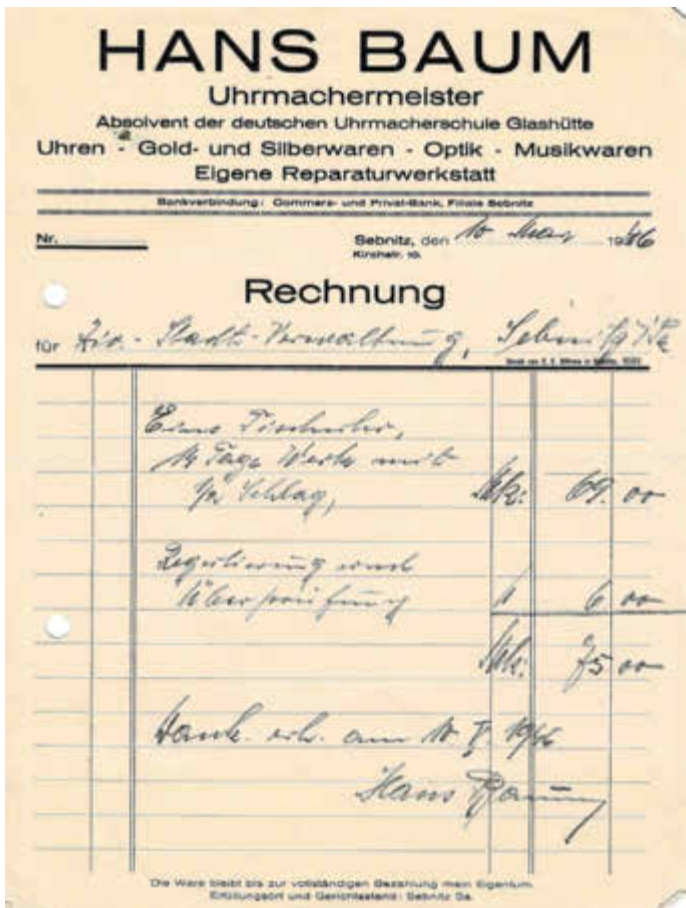 HANS BAUM
Uhrmachermeister
Absolvent der deutschen Uhrmacherschule Glashütte
Uhren - Gold- und Silberwaren - Optik - Musikwaren
Eigene Reparaturwerkstatt
Bankverbindung: Commerz- und Privat-Bank, Filiale Sebnitz
Nr.
Sebnitz, den 10. Mai 1946
Kirchstr. 10.
Rechnung
für Stadt-Verwaltung, Sebnitz i/Sa
Eine Tischuhr,
14 Tage Werk mit
1/2 Schlag, Mk: 69.00
Regulierung und
Überprüfung " 6 00
Mk: 75 00
Dank. erh. am 10. V. 1946
Hans Baum
Die Ware bleibt bis zur vollständigen Bezahlung mein Eigentum.
Erfüllungsort und Gerichtsstand: Sebnitz Sa.